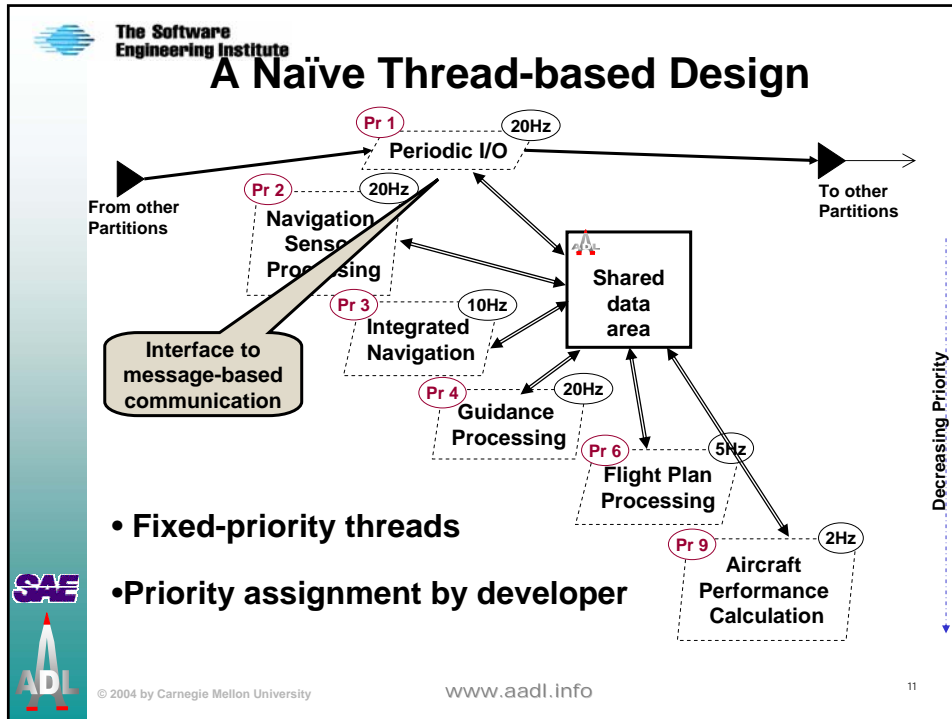 The Software
Engineering Institute
A Naïve Thread-based Design
Pr 1
20Hz
Periodic I/O
From other
Partitions
To other
Partitions
Pr 2
20Hz
Navigation
Senso
Processing
Shared
data
area
Pr 3
10Hz
Integrated
Navigation
Interface to
message-based
communication
Pr 4
20Hz
Guidance
Processing
Pr 6
5Hz
Flight Plan
Processing
Pr 9
2Hz
Aircraft
Performance
Calculation
Decreasing Priority
• Fixed-priority threads
•Priority assignment by developer
SAE
ADL
ADL
© 2004 by Carnegie Mellon University
www.aadl.info
11